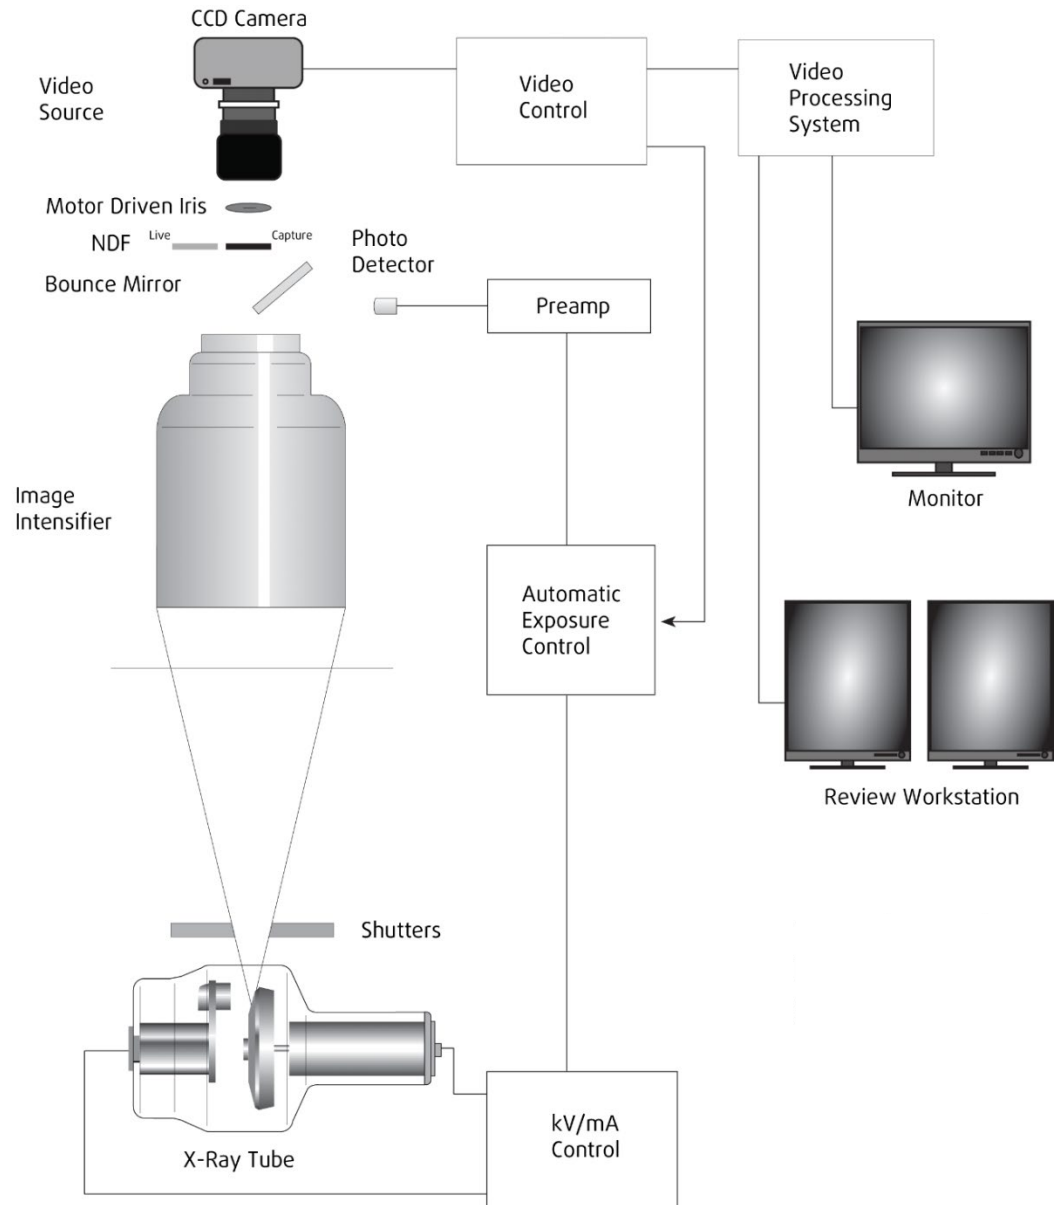 CCD Camera
Video
Source
Video
Control
Video
Processing
System
Motor Driven Iris
NDF
Live
Capture
Photo
Detector
Bounce Mirror
Preamp
Monitor
Image
Intensifier
Automatic
Exposure
Control
Review Workstation
Shutters
kV/mA
Control
X-Ray Tube